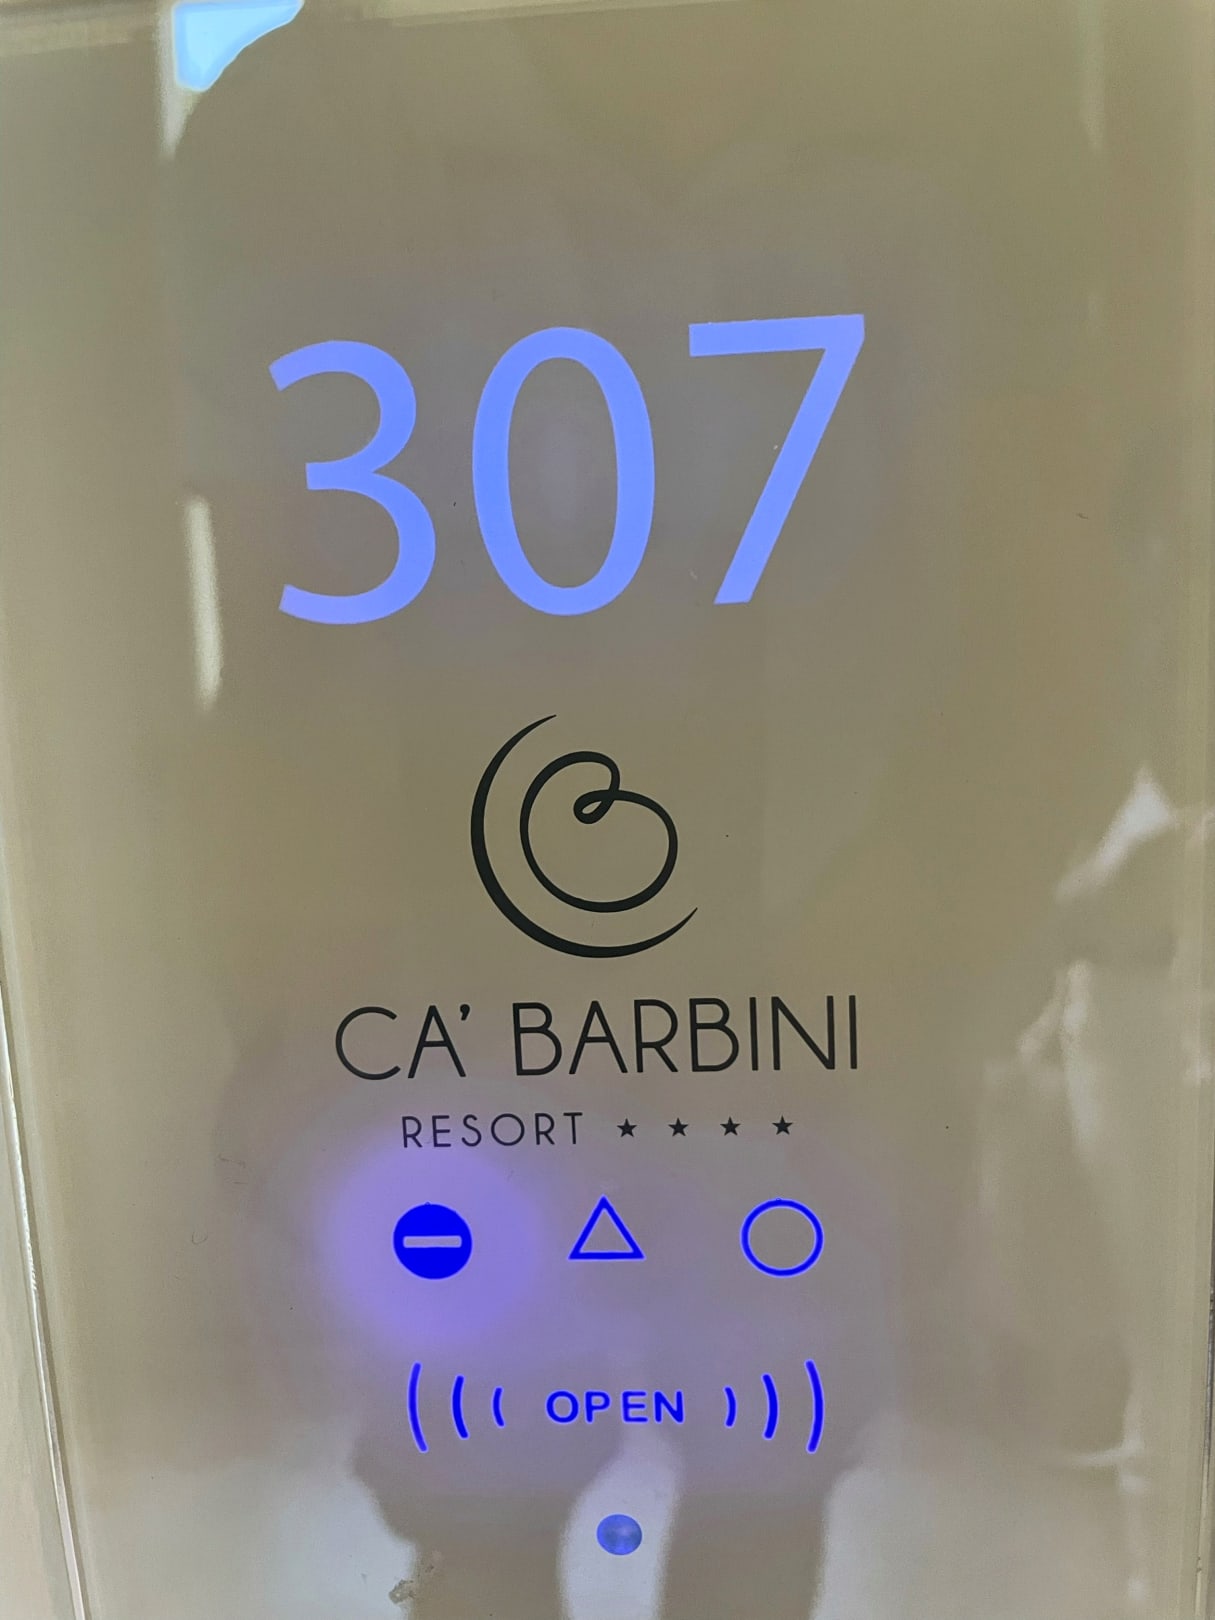 307
CA' BARBINI
RESORT ★ ★ ★ ★
((( OPEN )))